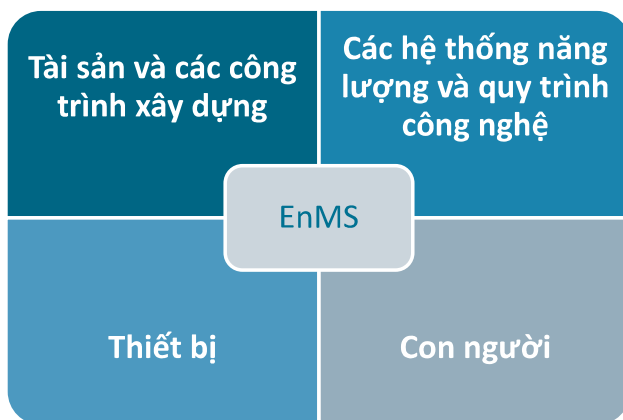 Tài sản và các công
trình xây dựng
Các hệ thống năng
lượng và quy trình
công nghệ
EnMS
Thiết bị
Con người